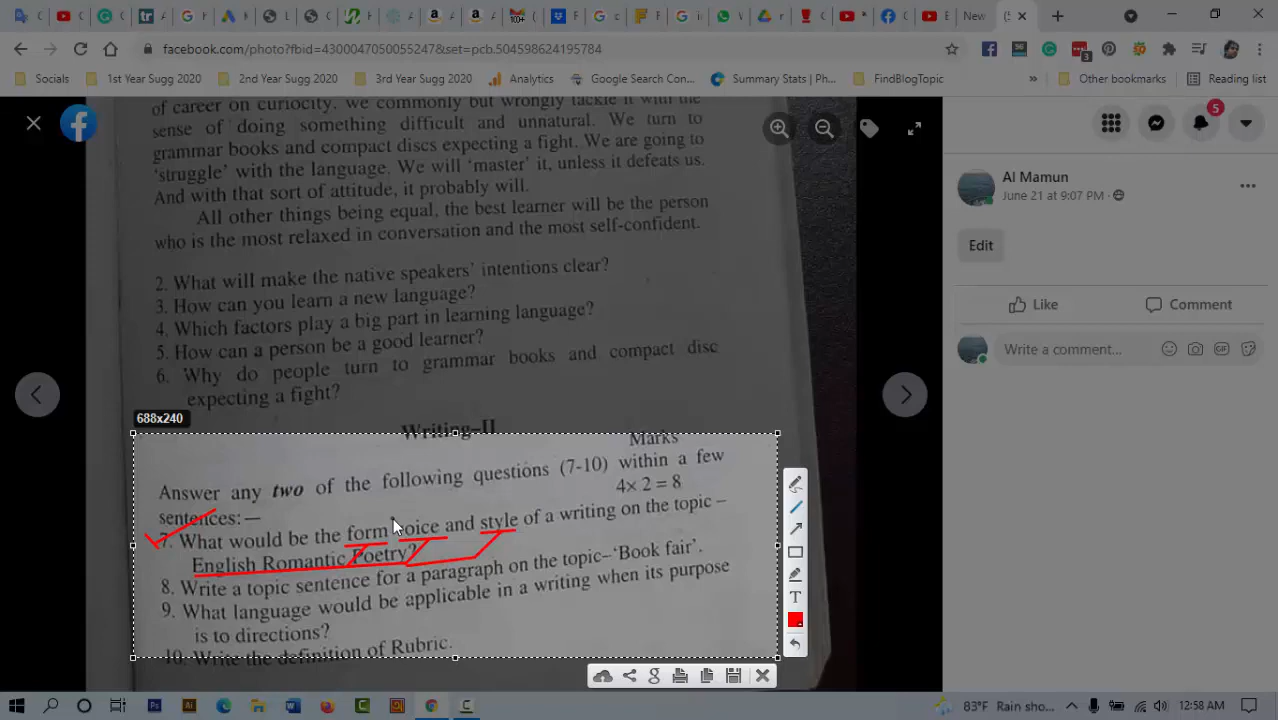 facebook.com/photo?fbid=4300047050055247&set=pcb.504598624195784
Socials
1st Year Sugg 2020
2nd Year Sugg 2020
3rd Year Sugg 2020
Analytics
Google Search Con...
Summary Stats | Ph...
FindBlogTopic
»
Other bookmarks
Reading list
of career on curiocity, we commonly but wrongly tackle it with the
sense of doing something difficult and unnatural. We turn to
grammar books and compact discs expecting a fight. We are going to
'struggle' with the language. We will 'master' it, unless it defeats us.
And with that sort of attitude, it probably will.
All other things being equal, the best learner will be the person
who is the most relaxed in conversation and the most self-confident.
2. What will make the native speakers' intentions clear?
3. How can you learn a new language?
4. Which factors play a big part in learning language?
5. How can a person be a good learner?
6. Why do people turn to grammar books and compact disc
expecting a fight?
688x240
Writing–II
Marks
Answer any two of the following questions (7-10) within a few
sentences:— 4× 2 = 8
7. What would be the form voice and style of a writing on the topic –
English Romantic Poetry?
8. Write a topic sentence for a paragraph on the topic–'Book fair'.
9. What language would be applicable in a writing when its purpose
is to directions?
10. Write the definition of Rubric.
5
Al Mamun
June 21 at 9:07 PM
Edit
Like
Comment
Write a comment...
83°F Rain sho...
12:58 AM